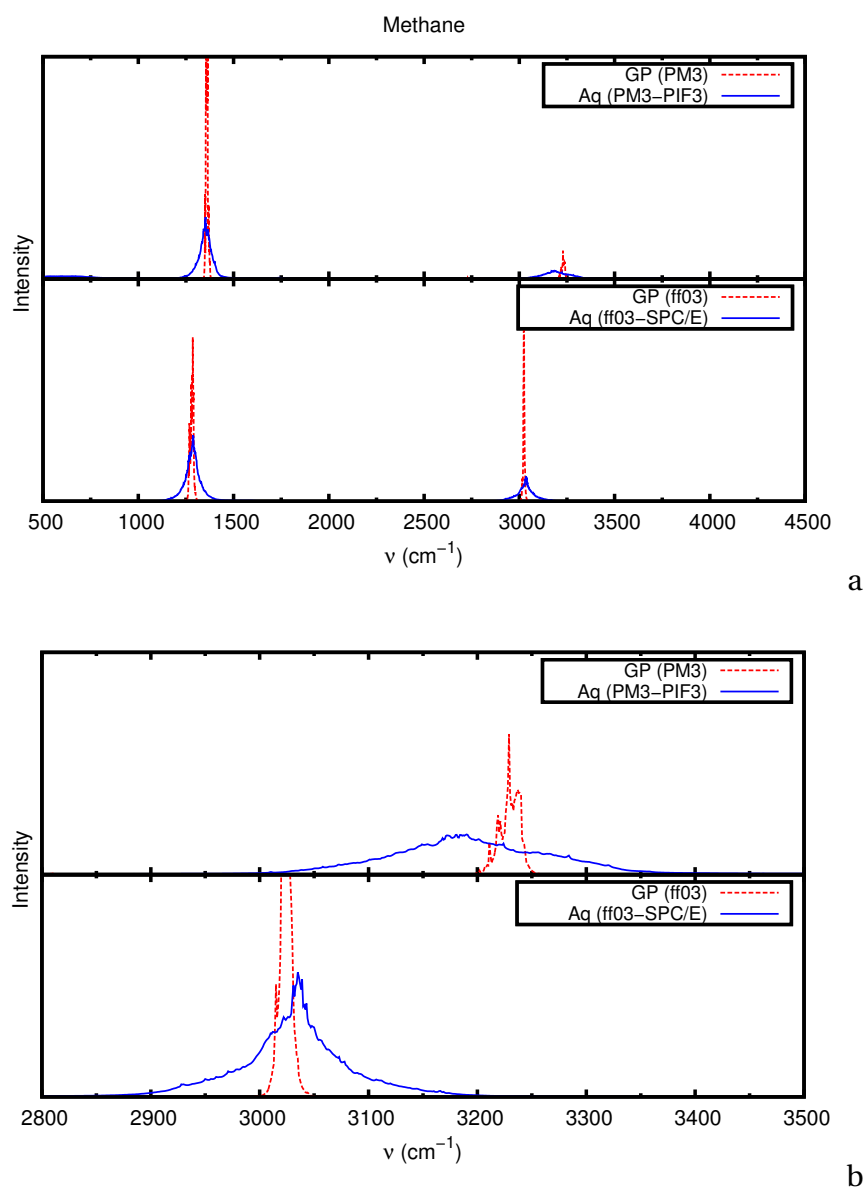 Methane
GP (PM3)
Aq (PM3−PIF3)
GP (ff03)
Aq (ff03−SPC/E)
Intensity
500 1000 1500 2000 2500 3000 3500 4000 4500
ν (cm⁻¹)
a
GP (PM3)
Aq (PM3−PIF3)
GP (ff03)
Aq (ff03−SPC/E)
Intensity
2800 2900 3000 3100 3200 3300 3400 3500
ν (cm⁻¹)
b